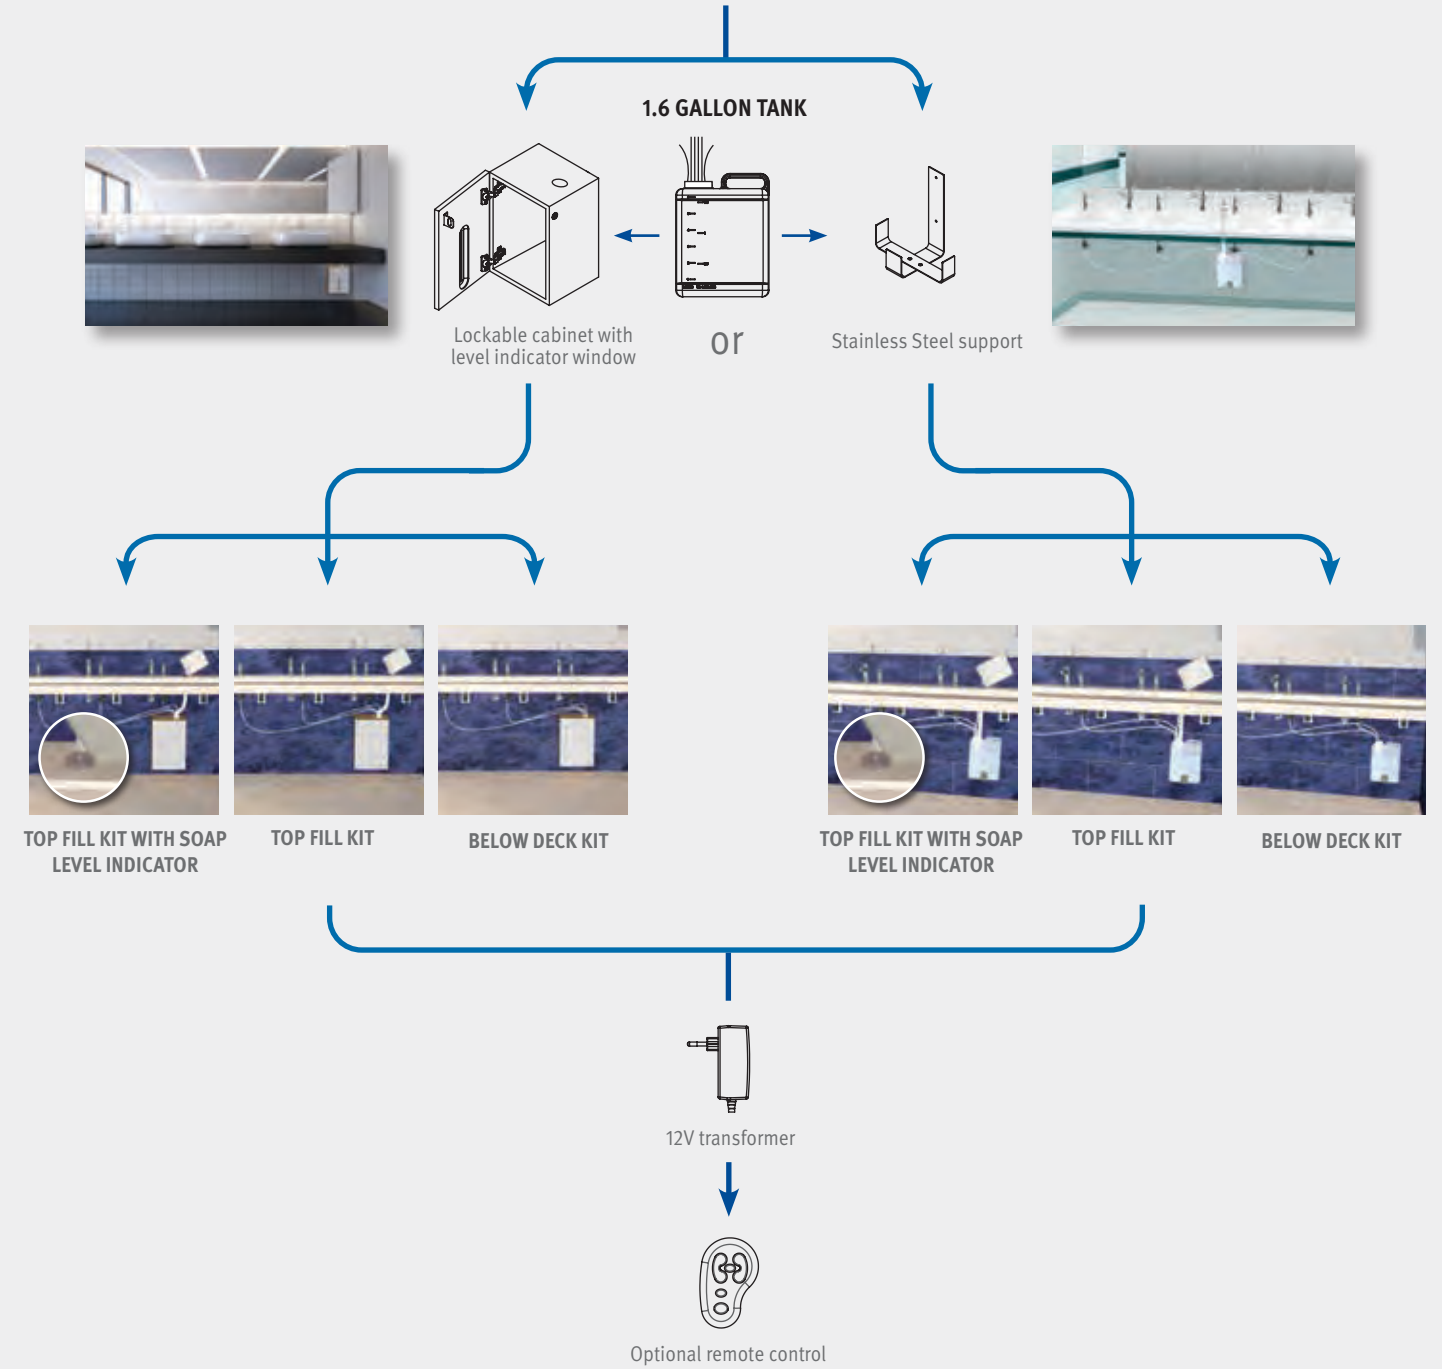 1.6 GALLON TANK
Lockable cabinet with
level indicator window
or
Stainless Steel support
TOP FILL KIT WITH SOAP
LEVEL INDICATOR
TOP FILL KIT
BELOW DECK KIT
TOP FILL KIT WITH SOAP
LEVEL INDICATOR
TOP FILL KIT
BELOW DECK KIT
12V transformer
Optional remote control